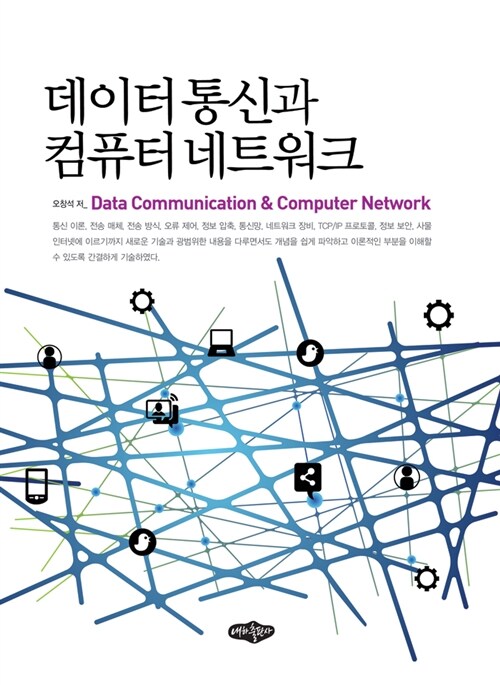 데이터 통신과
컴퓨터 네트워크
오창석 저_ Data Communication & Computer Network
통신 이론, 전송 매체, 전송 방식, 오류 제어, 정보 압축, 통신망, 네트워크 장비, TCP/IP 프로토콜, 정보 보안, 사물
인터넷에 이르기까지 새로운 기술과 광범위한 내용을 다루면서도 개념을 쉽게 파악하고 이론적인 부분을 이해할
수 있도록 간결하게 기술하였다.
내하출판사